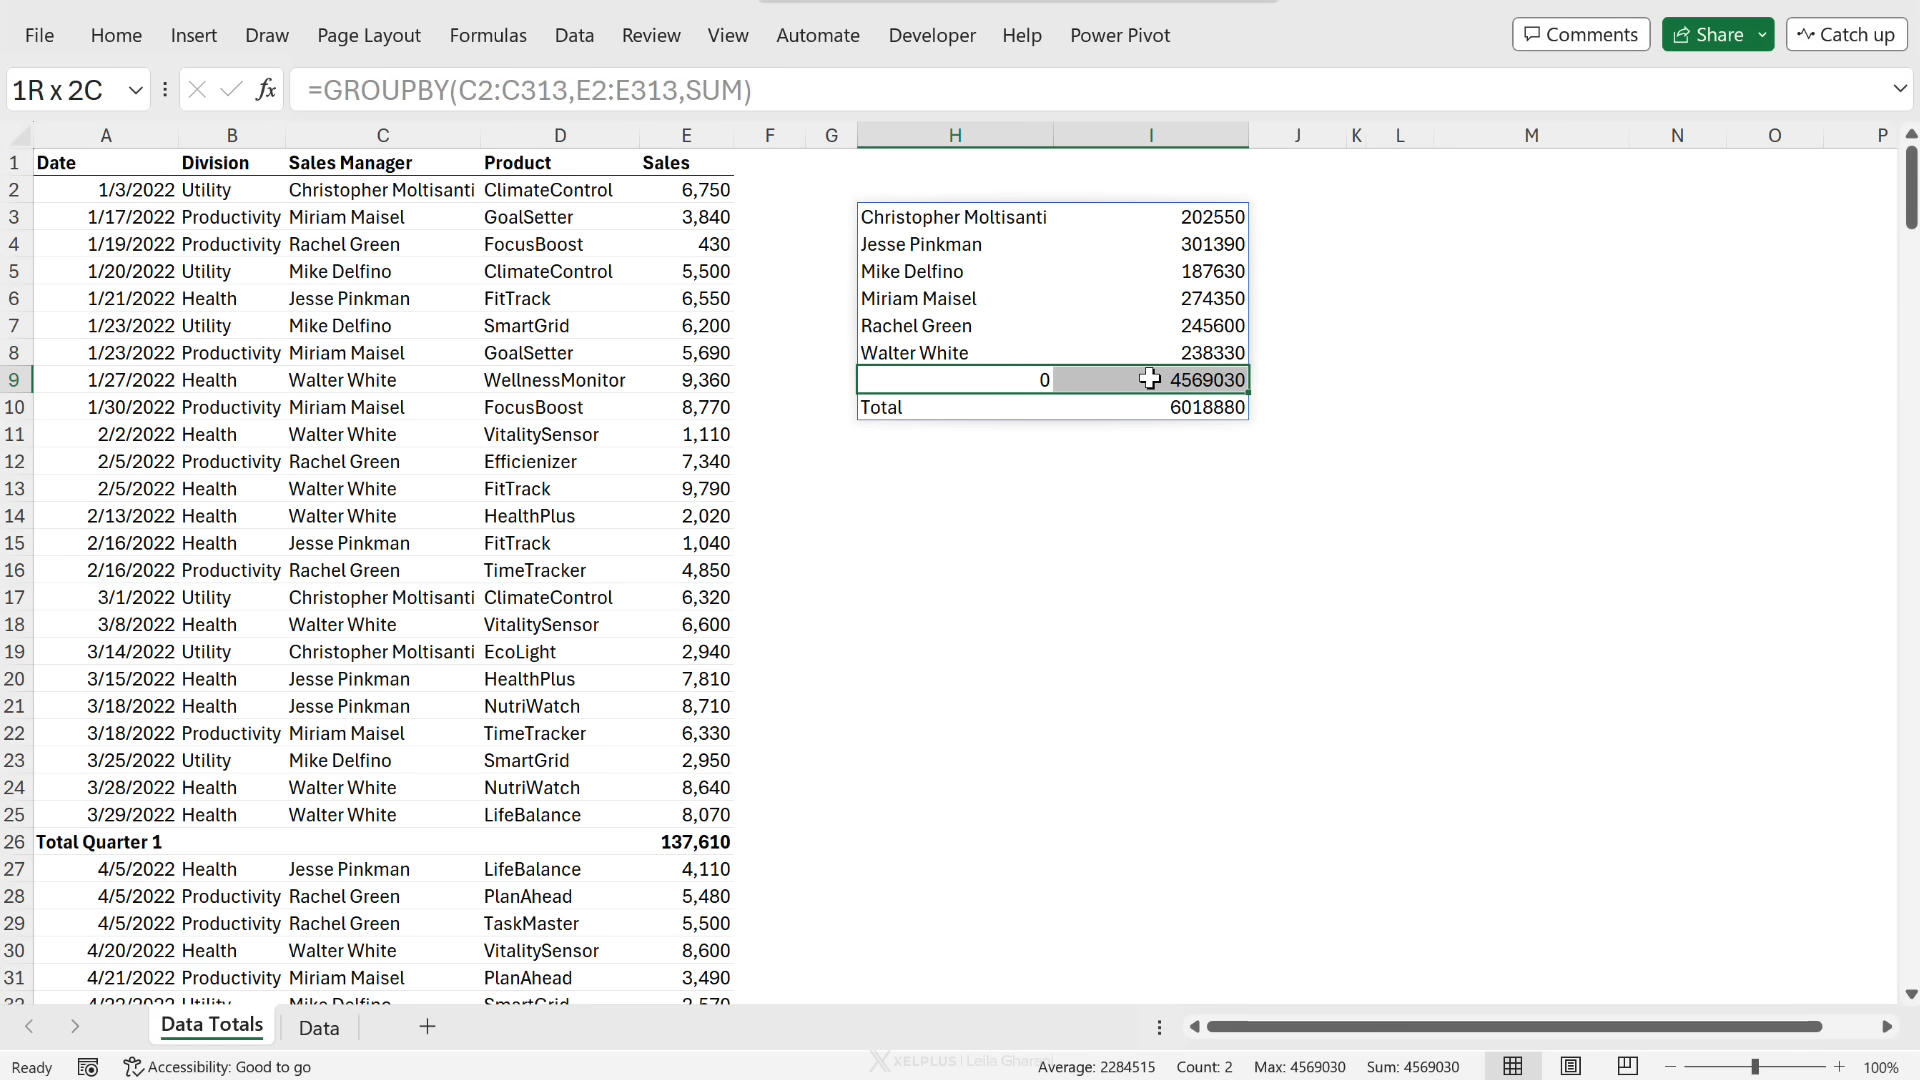 File Home Insert Draw Page Layout Formulas Data Review View Automate Developer Help Power Pivot Comments Share Catch up
1R x 2C fx =GROUPBY(C2:C313,E2:E313,SUM)
A B C D E F G H I J K L M N O P
1 Date Division Sales Manager Product Sales
2 1/3/2022 Utility Christopher Moltisanti ClimateControl 6,750
3 1/17/2022 Productivity Miriam Maisel GoalSetter 3,840 Christopher Moltisanti 202550
4 1/19/2022 Productivity Rachel Green FocusBoost 430 Jesse Pinkman 301390
5 1/20/2022 Utility Mike Delfino ClimateControl 5,500 Mike Delfino 187630
6 1/21/2022 Health Jesse Pinkman FitTrack 6,550 Miriam Maisel 274350
7 1/23/2022 Utility Mike Delfino SmartGrid 6,200 Rachel Green 245600
8 1/23/2022 Productivity Miriam Maisel GoalSetter 5,690 Walter White 238330
9 1/27/2022 Health Walter White WellnessMonitor 9,360 0 4569030
10 1/30/2022 Productivity Miriam Maisel FocusBoost 8,770 Total 6018880
11 2/2/2022 Health Walter White VitalitySensor 1,110
12 2/5/2022 Productivity Rachel Green Efficienizer 7,340
13 2/5/2022 Health Walter White FitTrack 9,790
14 2/13/2022 Health Walter White HealthPlus 2,020
15 2/16/2022 Health Jesse Pinkman FitTrack 1,040
16 2/16/2022 Productivity Rachel Green TimeTracker 4,850
17 3/1/2022 Utility Christopher Moltisanti ClimateControl 6,320
18 3/8/2022 Health Walter White VitalitySensor 6,600
19 3/14/2022 Utility Christopher Moltisanti EcoLight 2,940
20 3/15/2022 Health Jesse Pinkman HealthPlus 7,810
21 3/18/2022 Health Jesse Pinkman NutriWatch 8,710
22 3/18/2022 Productivity Miriam Maisel TimeTracker 6,330
23 3/25/2022 Utility Mike Delfino SmartGrid 2,950
24 3/28/2022 Health Walter White NutriWatch 8,640
25 3/29/2022 Health Walter White LifeBalance 8,070
26 Total Quarter 1 137,610
27 4/5/2022 Health Jesse Pinkman LifeBalance 4,110
28 4/5/2022 Productivity Rachel Green PlanAhead 5,480
29 4/5/2022 Productivity Rachel Green TaskMaster 5,500
30 4/20/2022 Health Walter White VitalitySensor 8,600
31 4/21/2022 Productivity Miriam Maisel PlanAhead 3,490
32 4/22/2022 Utility Mike Delfino SmartGrid 2,570
Data Totals Data
Ready Accessibility: Good to go XELPLUS | Leila Gharani Average: 2284515 Count: 2 Max: 4569030 Sum: 4569030 100%